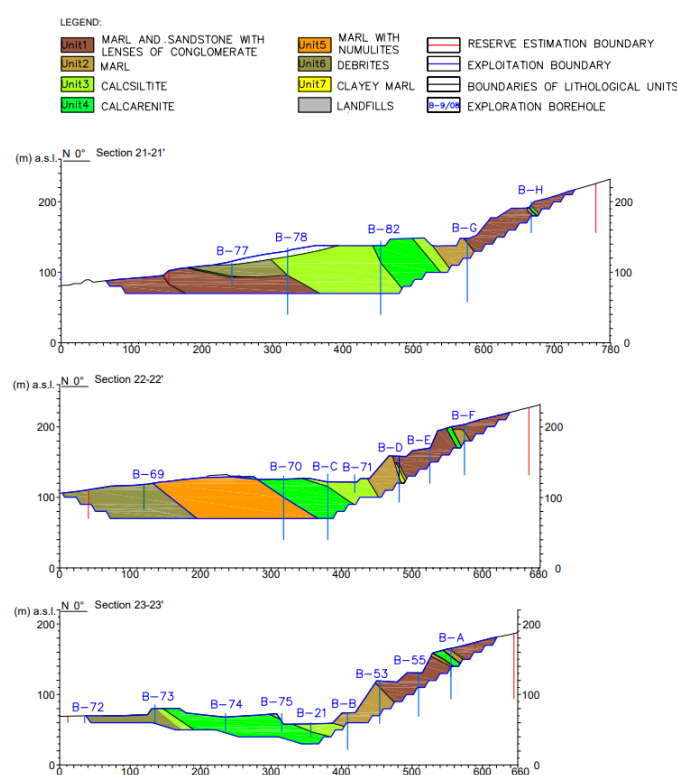 LEGEND:
Unit1 MARL AND SANDSTONE WITH LENSES OF CONGLOMERATE
Unit2 MARL
Unit3 CALCSILTITE
Unit4 CALCARENITE
Unit5 MARL WITH NUMULITES
Unit6 DEBRITES
Unit7 CLAYEY MARL
LANDFILLS
RESERVE ESTIMATION BOUNDARY
EXPLOITATION BOUNDARY
BOUNDARIES OF LITHOLOGICAL UNITS
B-9/08 EXPLORATION BOREHOLE
(m) a.s.l. N 0° Section 21-21'
B-H
200 200
B-G
B-82
B-78
B-77
100 100
0 0
0 100 200 300 400 500 600 700 780
(m) a.s.l. N 0° Section 22-22'
B-F
200 200
B-E
B-D
B-71
B-C
B-70
B-69
100 100
0 0
0 100 200 300 400 500 600 680
(m) a.s.l. N 0° Section 23-23'
200 200
B-A
B-55
B-53
100 100
B-73
B-75
B-B
B-74
B-72
B-21
0 0
0 100 200 300 400 500 600 660